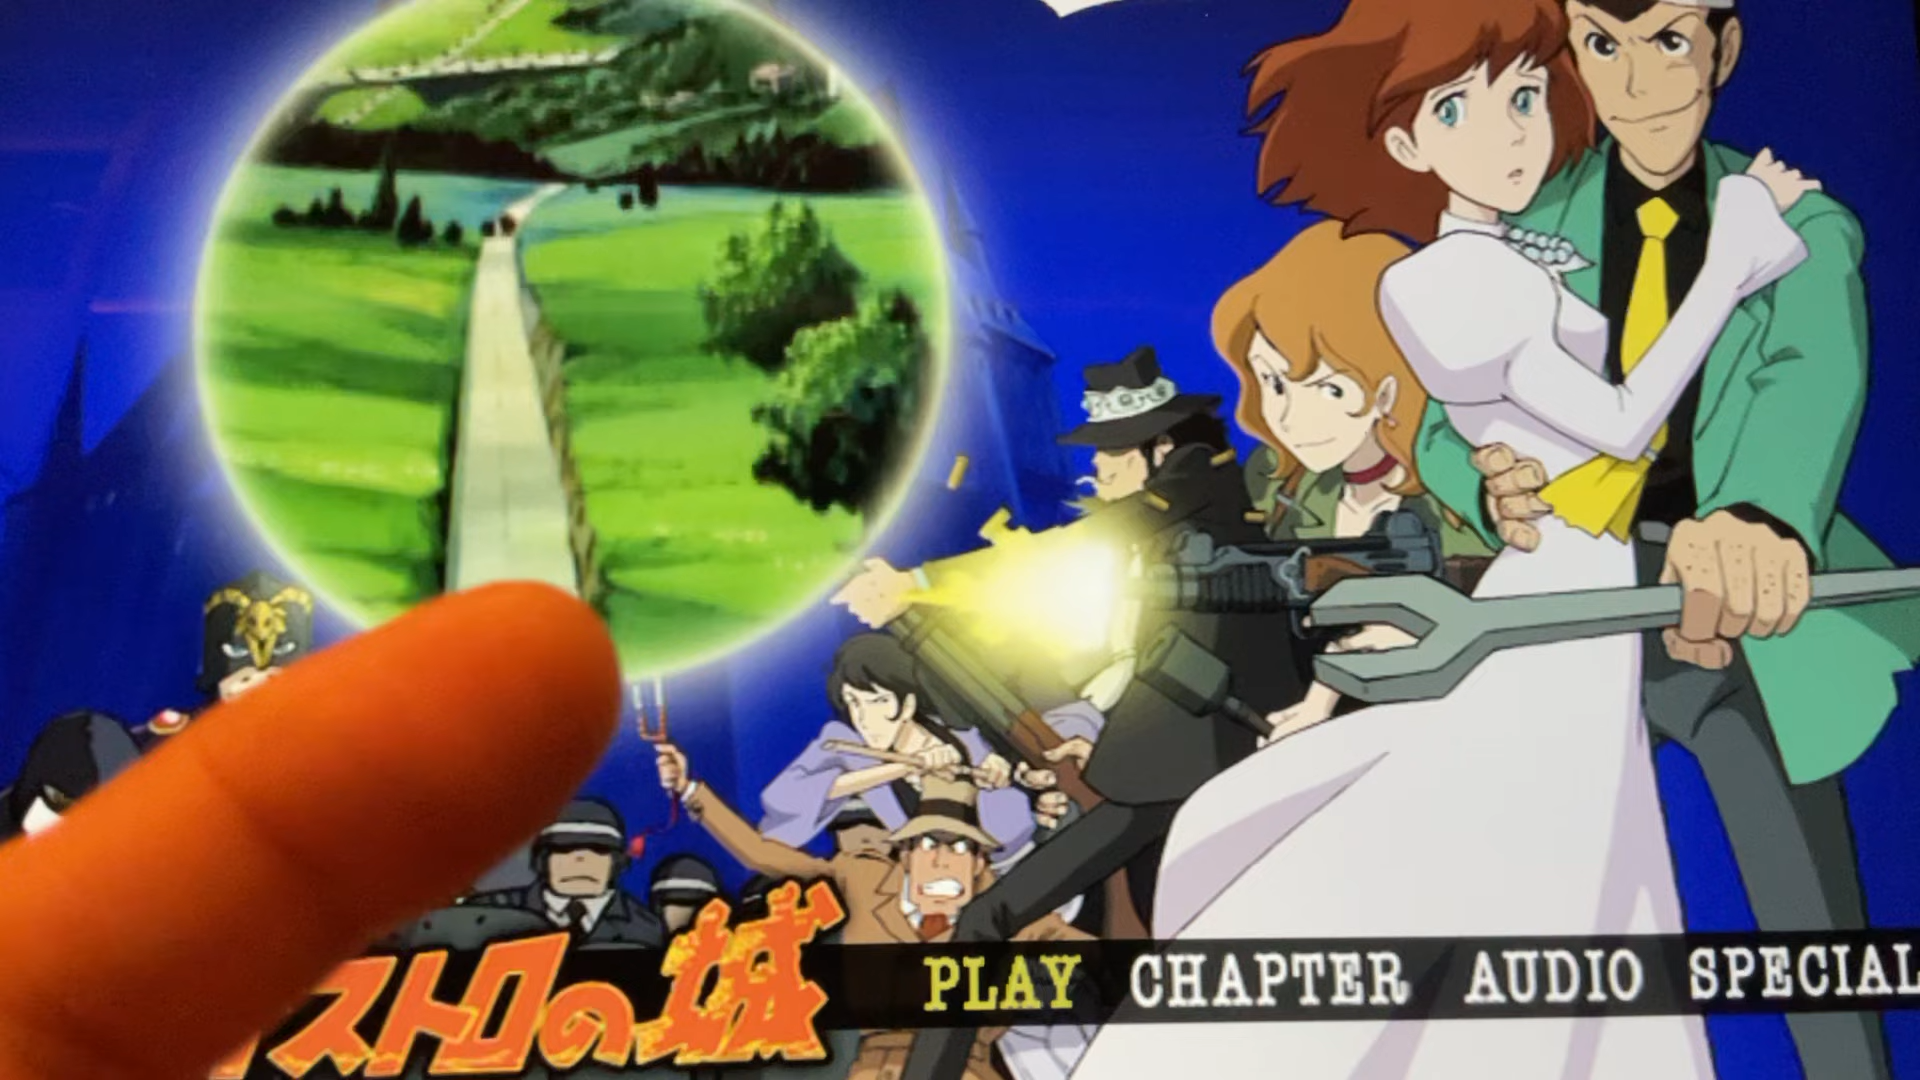 ストロの城
PLAY CHAPTER AUDIO SPECIAL